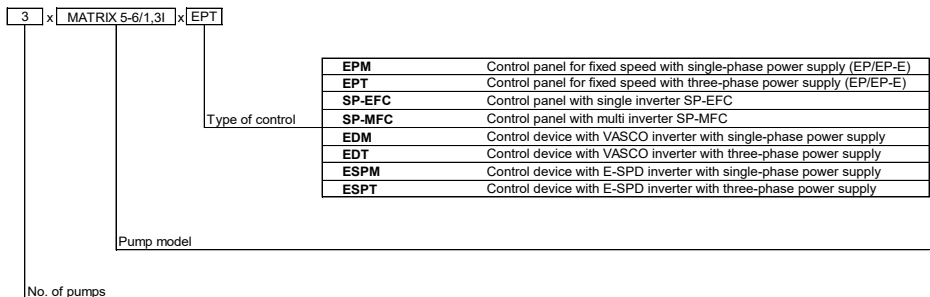 3 x MATRIX 5-6/1,3I x EPT
EPM Control panel for fixed speed with single-phase power supply (EP/EP-E)
EPT Control panel for fixed speed with three-phase power supply (EP/EP-E)
SP-EFC Control panel with single inverter SP-EFC
Type of control SP-MFC Control panel with multi inverter SP-MFC
EDM Control device with VASCO inverter with single-phase power supply
EDT Control device with VASCO inverter with three-phase power supply
ESPM Control device with E-SPD inverter with single-phase power supply
ESPT Control device with E-SPD inverter with three-phase power supply
Pump model
No. of pumps